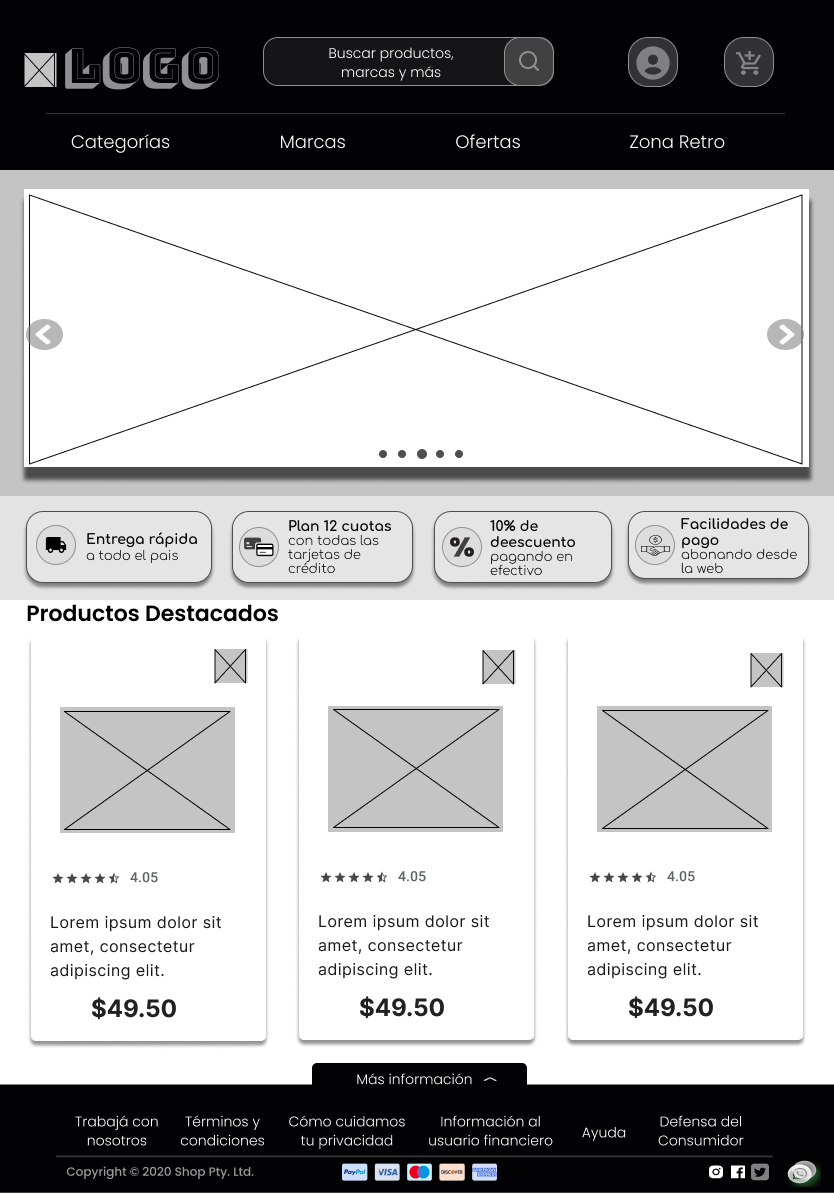 LOGO
Buscar productos,
marcas y más
Categorías
Marcas
Ofertas
Zona Retro
Entrega rápida
a todo el pais
Plan 12 cuotas
con todas las
tarjetas de
crédito
10% de
deescuento
pagando en
efectivo
Facilidades de
pago
abonando desde
la web
Productos Destacados
4.05
Lorem ipsum dolor sit
amet, consectetur
adipiscing elit.
$49.50
4.05
Lorem ipsum dolor sit
amet, consectetur
adipiscing elit.
$49.50
4.05
Lorem ipsum dolor sit
amet, consectetur
adipiscing elit.
$49.50
Más información
Trabajá con
nosotros
Términos y
condiciones
Cómo cuidamos
tu privacidad
Información al
usuario financiero
Ayuda
Defensa del
Consumidor
Copyright © 2020 Shop Pty. Ltd.
PayPal
VISA
DISCOVER
AMERICAN
EXPRESS